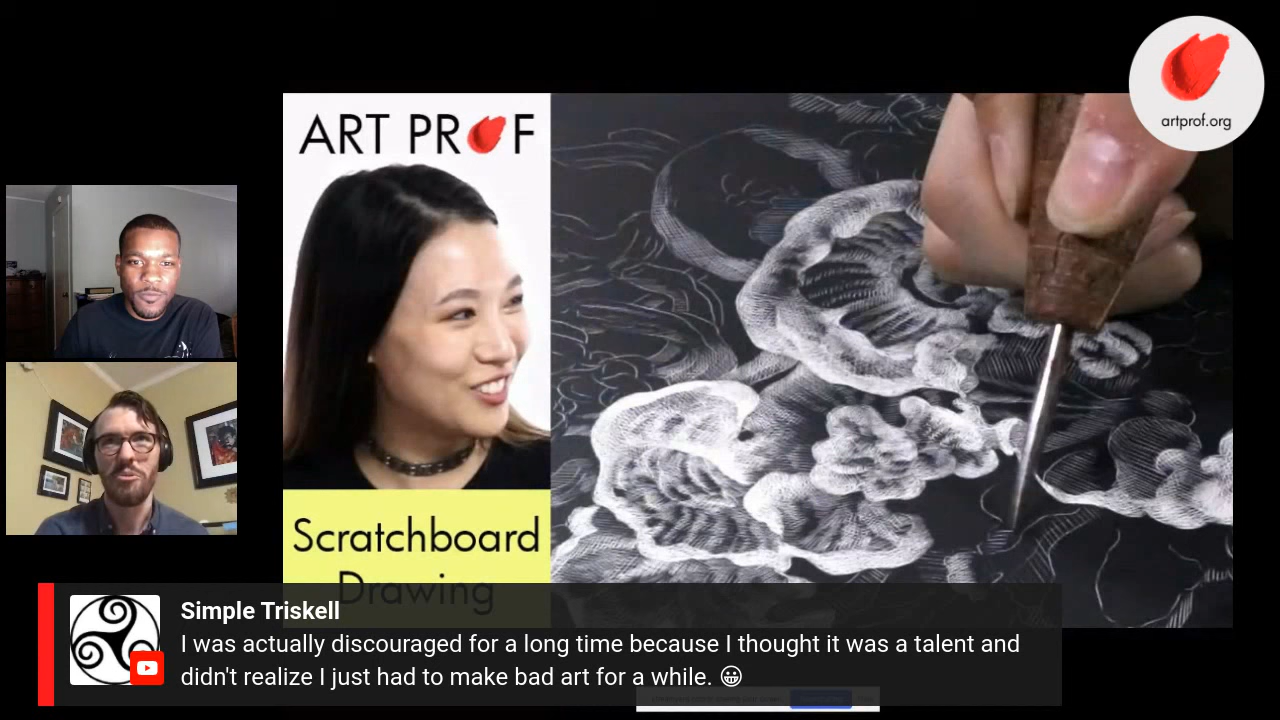 ART PROF
artprof.org
Scratchboard
Drawing
Simple Triskell
I was actually discouraged for a long time because I thought it was a talent and
didn't realize I just had to make bad art for a while. 😀